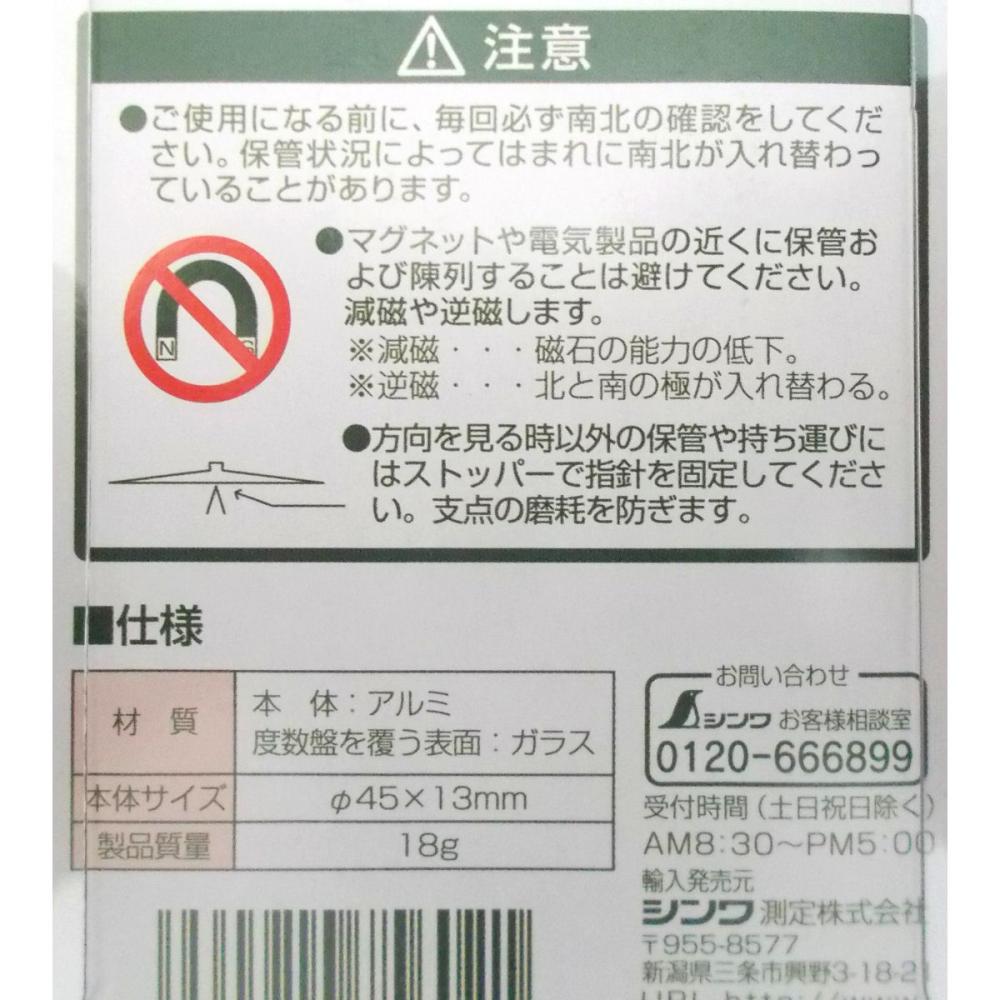 注意
●ご使用になる前に、毎回必ず南北の確認をしてくだ
さい。保管状況によってはまれに南北が入れ替わっ
ていることがあります。
●マグネットや電気製品の近くに保管お
よび陳列することは避けてください。
減磁や逆磁します。
※減磁・・・磁石の能力の低下。
※逆磁・・・北と南の極が入れ替わる。
N S
●方向を見る時以外の保管や持ち運びに
はストッパーで指針を固定してくださ
い。支点の磨耗を防ぎます。
■仕様
材 質
本 体：アルミ
度数盤を覆う表面：ガラス
本体サイズ φ45×13mm
製品質量 18g
お問い合わせ
シンワ お客様相談室
0120-666899
受付時間（土日祝日除く）
AM8:30～PM5:00
輸入発売元
シンワ測定株式会社
〒955-8577
新潟県三条市興野3-18-21